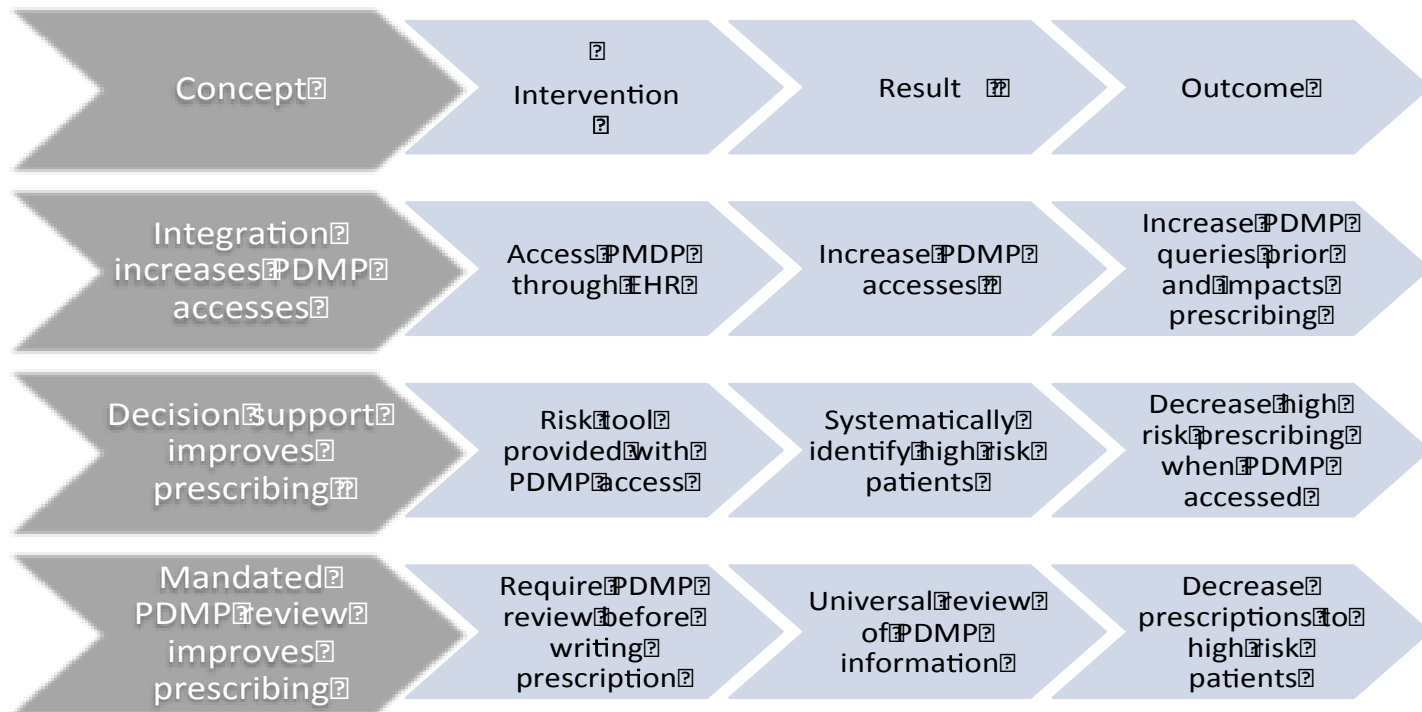 Concept
Intervention
Result
Outcome
Integration
increases PDMP
accesses
Access PMDP
through EHR
Increase PDMP
accesses
Increase PDMP
queries prior
and impacts
prescribing
Decision support
improves
prescribing
Risk tool
provided with
PDMP access
Systematically
identify high risk
patients
Decrease high
risk prescribing
when PDMP
accessed
Mandated
PDMP review
improves
prescribing
Require PDMP
review before
writing
prescription
Universal review
of PDMP
information
Decrease
prescriptions to
high risk
patients